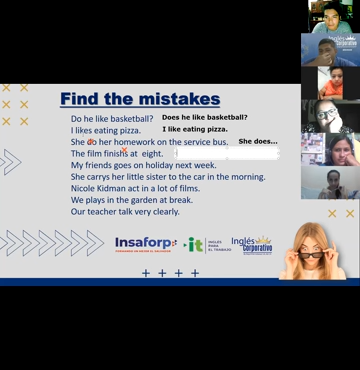 Find the mistakes
Do he like basketball?
Does he like basketball?
I likes eating pizza.
I like eating pizza.
She do her homework on the service bus.
She does...
The film finishs at eight.
My friends goes on holiday next week.
She carrys her little sister to the car in the morning.
Nicole Kidman act in a lot of films.
We plays in the garden at break.
Our teacher talk very clearly.
Insaforp
it
INGLÉS
PARA
EL TRABAJO
Inglés
Corporativo